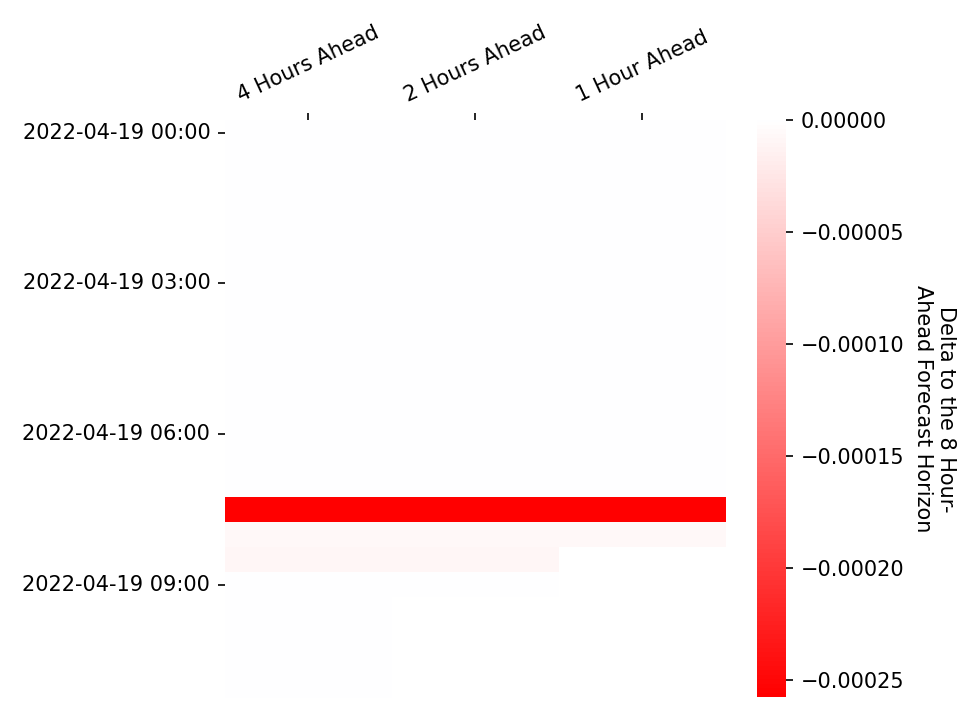 4 Hours Ahead
2 Hours Ahead
1 Hour Ahead
2022-04-19 00:00
2022-04-19 03:00
2022-04-19 06:00
2022-04-19 09:00
0.00000
−0.00005
−0.00010
−0.00015
−0.00020
−0.00025
Delta to the 8 Hour-
Ahead Forecast Horizon